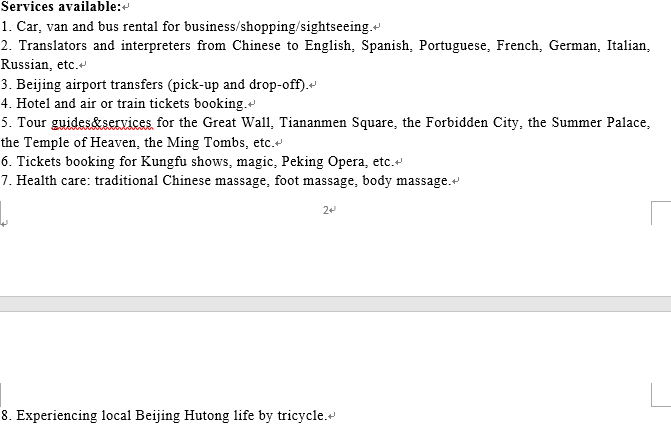 Services available:
1. Car, van and bus rental for business/shopping/sightseeing.
2. Translators and interpreters from Chinese to English, Spanish, Portuguese, French, German, Italian,
Russian, etc.
3. Beijing airport transfers (pick-up and drop-off).
4. Hotel and air or train tickets booking.
5. Tour guides&services for the Great Wall, Tiananmen Square, the Forbidden City, the Summer Palace,
the Temple of Heaven, the Ming Tombs, etc.
6. Tickets booking for Kungfu shows, magic, Peking Opera, etc.
7. Health care: traditional Chinese massage, foot massage, body massage.
2
8. Experiencing local Beijing Hutong life by tricycle.